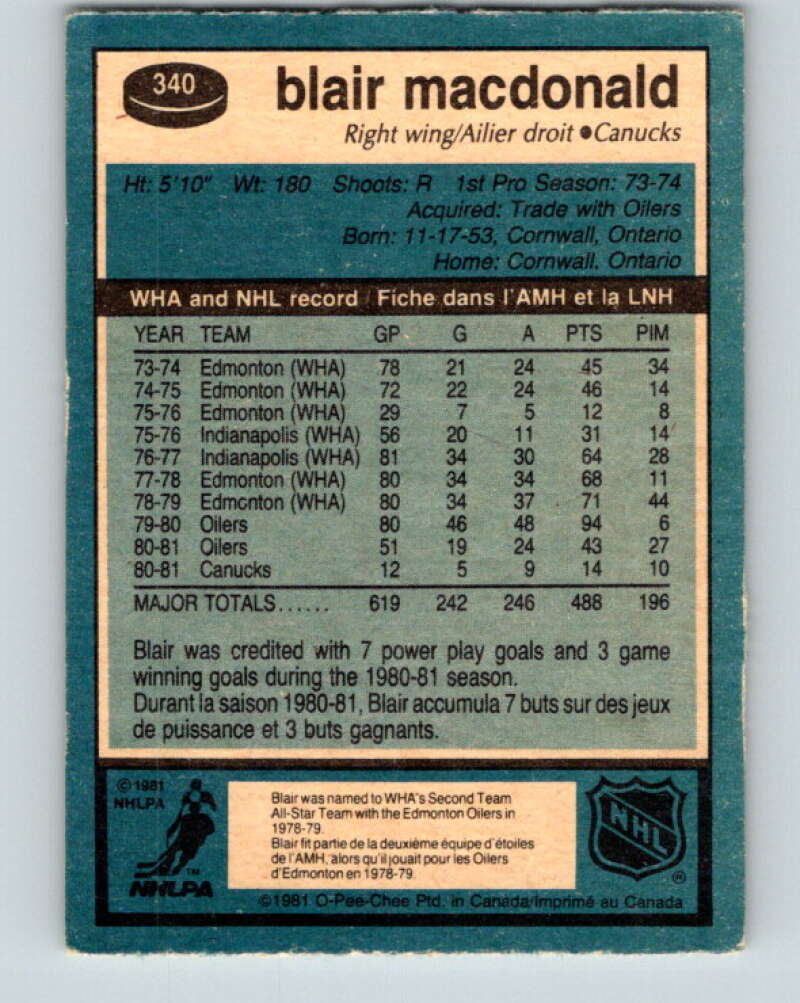 340
blair macdonald
Right wing/Ailier droit ● Canucks
Ht: 5'10" Wt: 180 Shoots: R 1st Pro Season: 73-74
Acquired: Trade with Oilers
Born: 11-17-53, Cornwall, Ontario
Home: Cornwall, Ontario
WHA and NHL record / Fiche dans l'AMH et la LNH
YEAR TEAM GP G A PTS PIM
73-74 Edmonton (WHA) 78 21 24 45 34
74-75 Edmonton (WHA) 72 22 24 46 14
75-76 Edmonton (WHA) 29 7 5 12 8
75-76 Indianapolis (WHA) 56 20 11 31 14
76-77 Indianapolis (WHA) 81 34 30 64 28
77-78 Edmonton (WHA) 80 34 34 68 11
78-79 Edmonton (WHA) 80 34 37 71 44
79-80 Oilers 80 46 48 94 6
80-81 Oilers 51 19 24 43 27
80-81 Canucks 12 5 9 14 10
MAJOR TOTALS...... 619 242 246 488 196
Blair was credited with 7 power play goals and 3 game
winning goals during the 1980-81 season.
Durant la saison 1980-81, Blair accumula 7 buts sur des jeux
de puissance et 3 buts gagnants.
© 1981
NHLPA
TM
NHLPA
Blair was named to WHA's Second Team
All-Star Team with the Edmonton Oilers in
1978-79.
Blair fit partie de la deuxième équipe d'étoiles
de l'AMH, alors qu'il jouait pour les Oilers
d'Edmonton en 1978-79.
NHL
®
©1981 O-Pee-Chee Ptd. in Canada/Imprimé au Canada